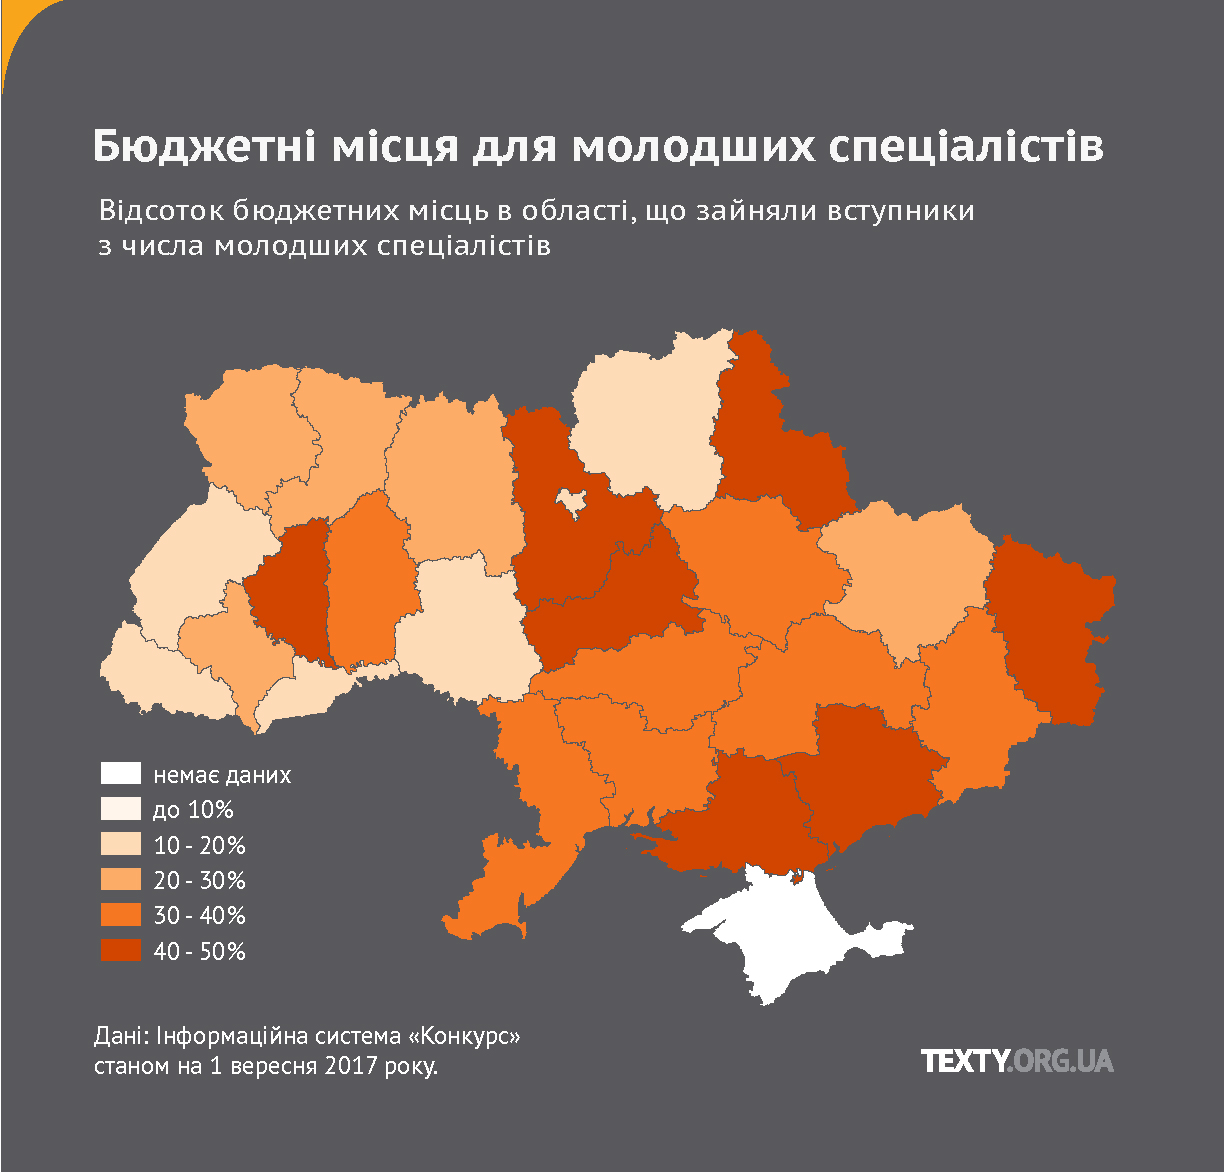 Бюджетні місця для молодших спеціалістів
Відсоток бюджетних місць в області, що зайняли вступники
з числа молодших спеціалістів
немає даних
до 10%
10 - 20%
20 - 30%
30 - 40%
40 - 50%
Дані: Інформаційна система «Конкурс»
станом на 1 вересня 2017 року.
TEXTY.ORG.UA